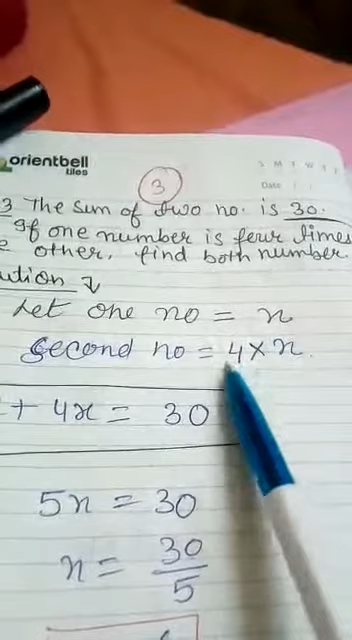 orientbell
tiles
3
S M T W T F
Date
3 The sum of two no. is 30.
If one number is four times
other, find both number
ution
Let one no = x
Second no = 4 × x.
+ 4x = 30
5x = 30
x = 30
5